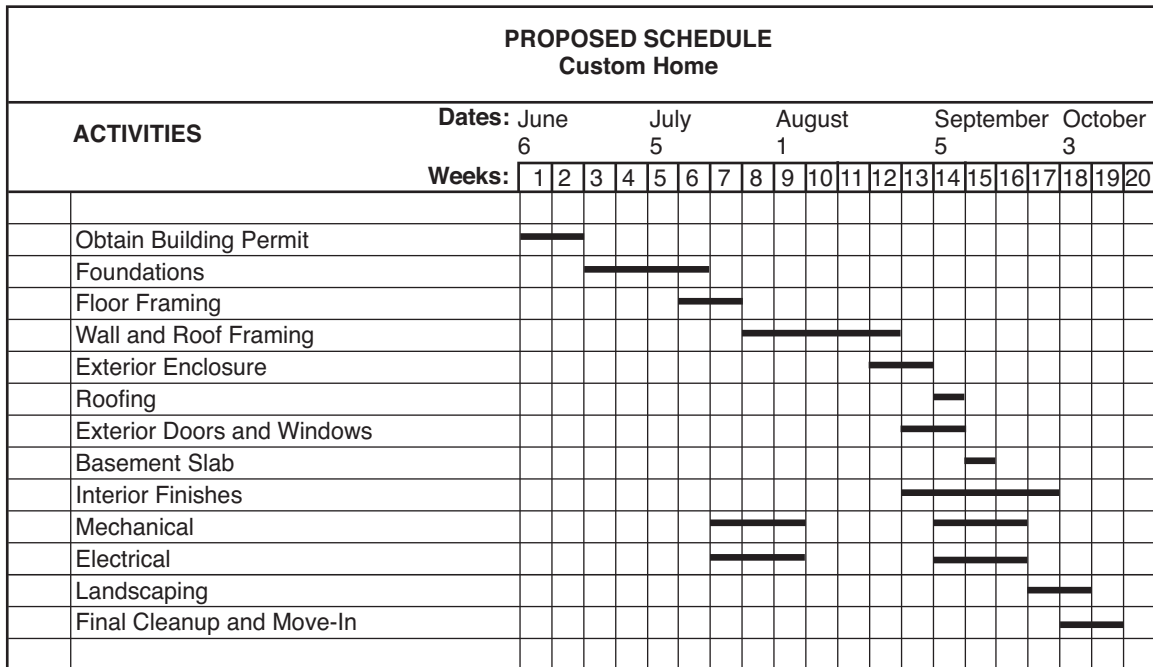 PROPOSED SCHEDULE
Custom Home
ACTIVITIES
Dates: June July August September October
6 5 1 5 3
Weeks: 1 2 3 4 5 6 7 8 9 10 11 12 13 14 15 16 17 18 19 20
Obtain Building Permit
Foundations
Floor Framing
Wall and Roof Framing
Exterior Enclosure
Roofing
Exterior Doors and Windows
Basement Slab
Interior Finishes
Mechanical
Electrical
Landscaping
Final Cleanup and Move-In